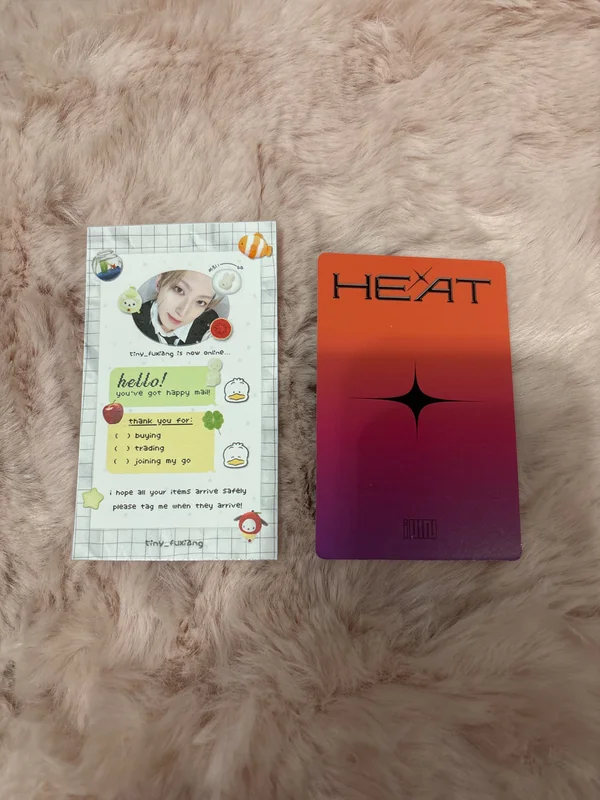 Hi!
tiny_fuxiang is now online...
hello!
you've got happy mail!
thank you for:
( ) buying
( ) trading
( ) joining my go
i hope all your items arrive safely
please tag me when they arrive!
tiny_fuxiang
HEAT